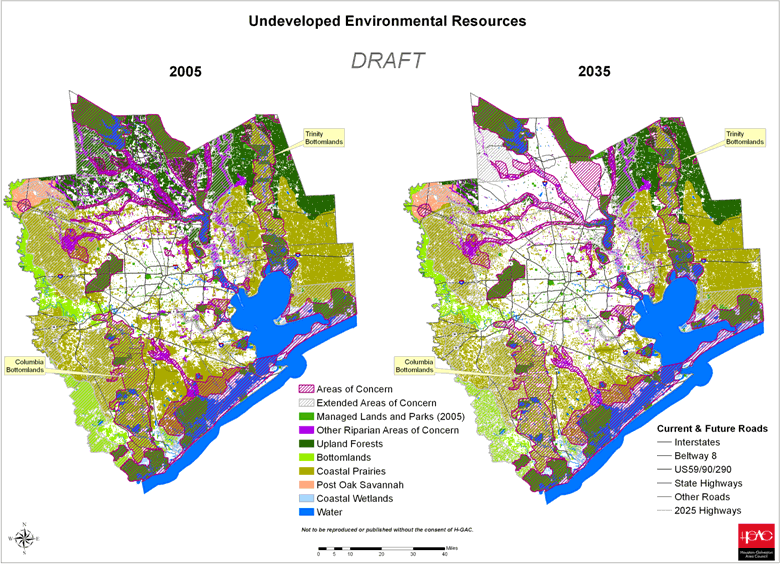 Undeveloped Environmental Resources
DRAFT
2005
2035
Trinity
Bottomlands
Trinity
Bottomlands
Columbia
Bottomlands
Columbia
Bottomlands
Areas of Concern
Extended Areas of Concern
Managed Lands and Parks (2005)
Other Riparian Areas of Concern
Upland Forests
Bottomlands
Coastal Prairies
Post Oak Savannah
Coastal Wetlands
Water
Current & Future Roads
Interstates
Beltway 8
US59/90/290
State Highways
Other Roads
2025 Highways
Not to be reproduced or published without the consent of H-GAC.
0 5 10 20 30 40 Miles
N
W E
S
Houston-Galveston
Area Council